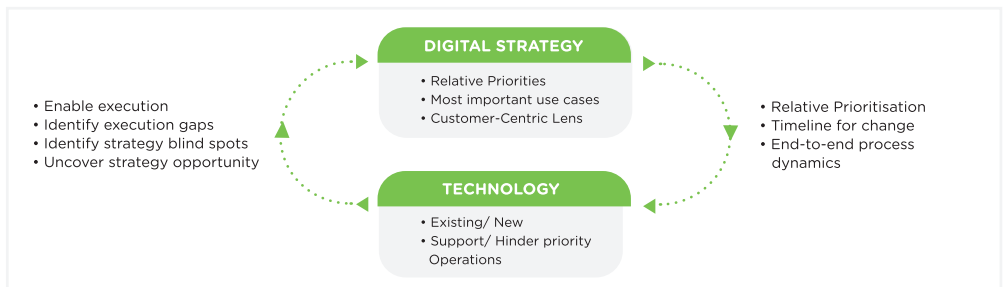 DIGITAL STRATEGY
• Relative Priorities
• Most important use cases
• Customer-Centric Lens
• Enable execution
• Identify execution gaps
• Identify strategy blind spots
• Uncover strategy opportunity
• Relative Prioritisation
• Timeline for change
• End-to-end process
dynamics
TECHNOLOGY
• Existing/ New
• Support/ Hinder priority
Operations